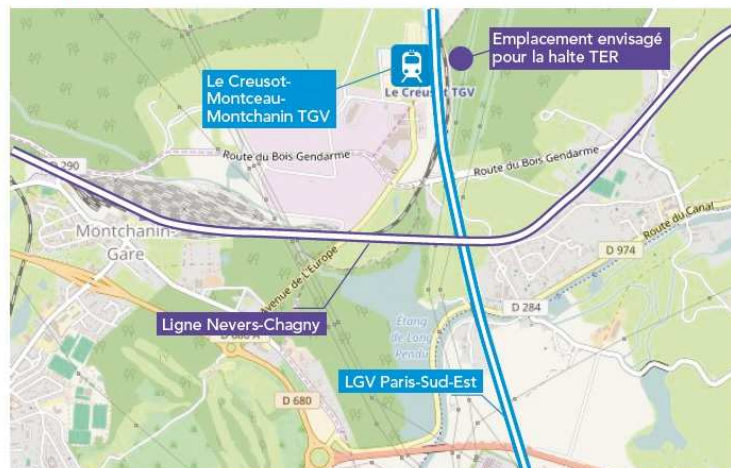 Emplacement envisagé
pour la halte TER
Le Creusot-
Montceau-
Montchanin TGV
Le Creusot TGV
Route du Bois Gendarme
Route du Bois Gendarme
D 290
Montchanin-
Gare
Route du Canal
D 974
Avenue de L'Europe
D 284
Ligne Nevers-Chagny
Étang
de Long
Pendu
D 680 A
LGV Paris-Sud-Est
D 680